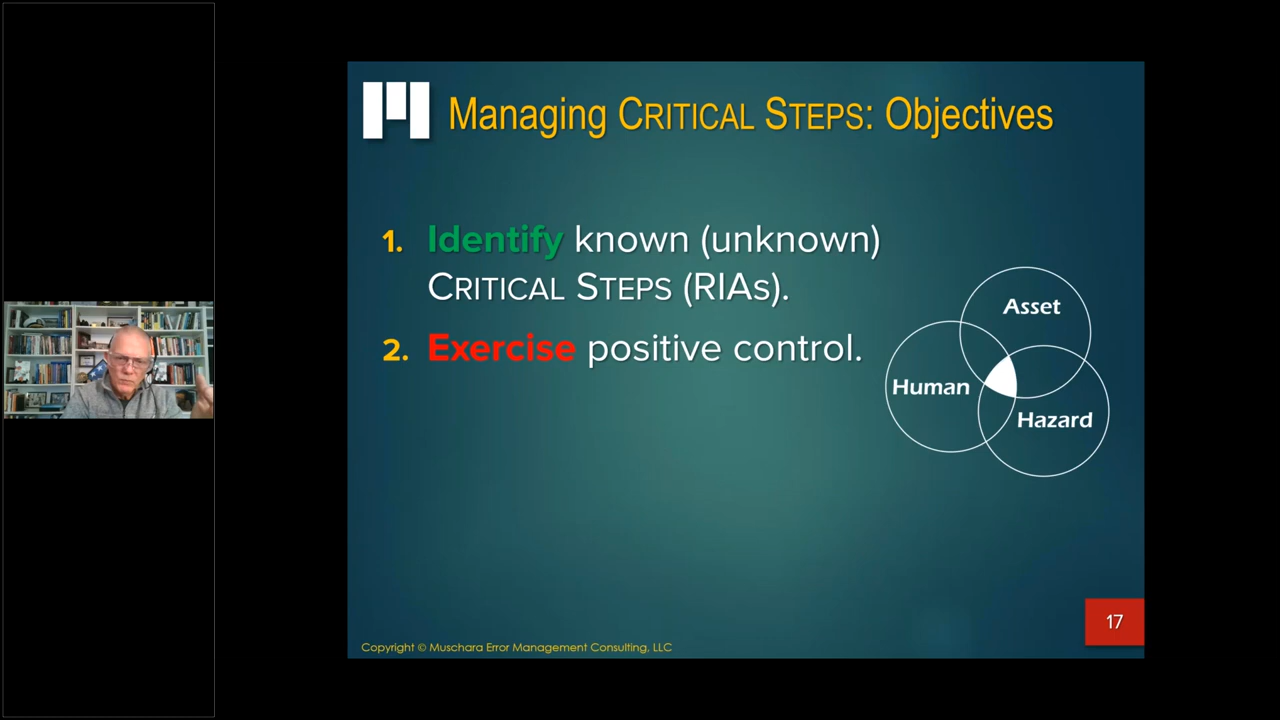 Managing CRITICAL STEPS: Objectives
1. Identify known (unknown)
CRITICAL STEPS (RIAs).
2. Exercise positive control.
Asset
Human
Hazard
17
Copyright © Muschara Error Management Consulting, LLC